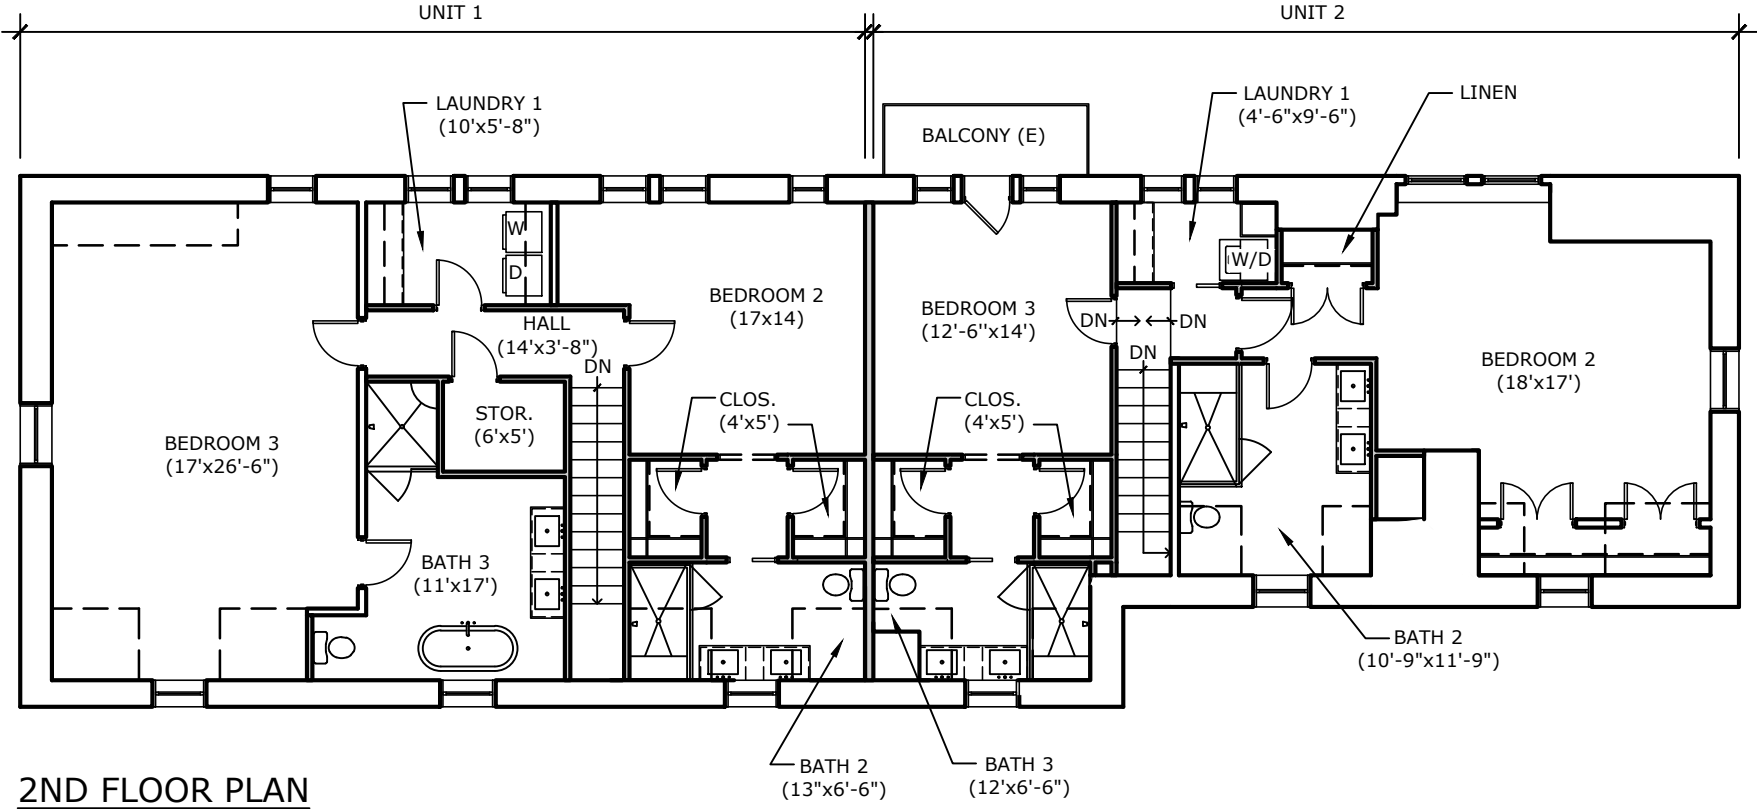 UNIT 1
UNIT 2
LAUNDRY 1
(10'x5'-8")
BALCONY (E)
LAUNDRY 1
(4'-6"x9'-6")
LINEN
W
D
W/D
BEDROOM 2
(17x14)
HALL
(14'x3'-8")
DN
BEDROOM 3
(12'-6''x14')
DN
DN
DN
BEDROOM 2
(18'x17')
STOR.
(6'x5')
CLOS.
(4'x5')
CLOS.
(4'x5')
BEDROOM 3
(17'x26'-6")
BATH 3
(11'x17')
BATH 2
(10'-9"x11'-9")
BATH 2
(13"x6'-6")
BATH 3
(12'x6'-6")
2ND FLOOR PLAN